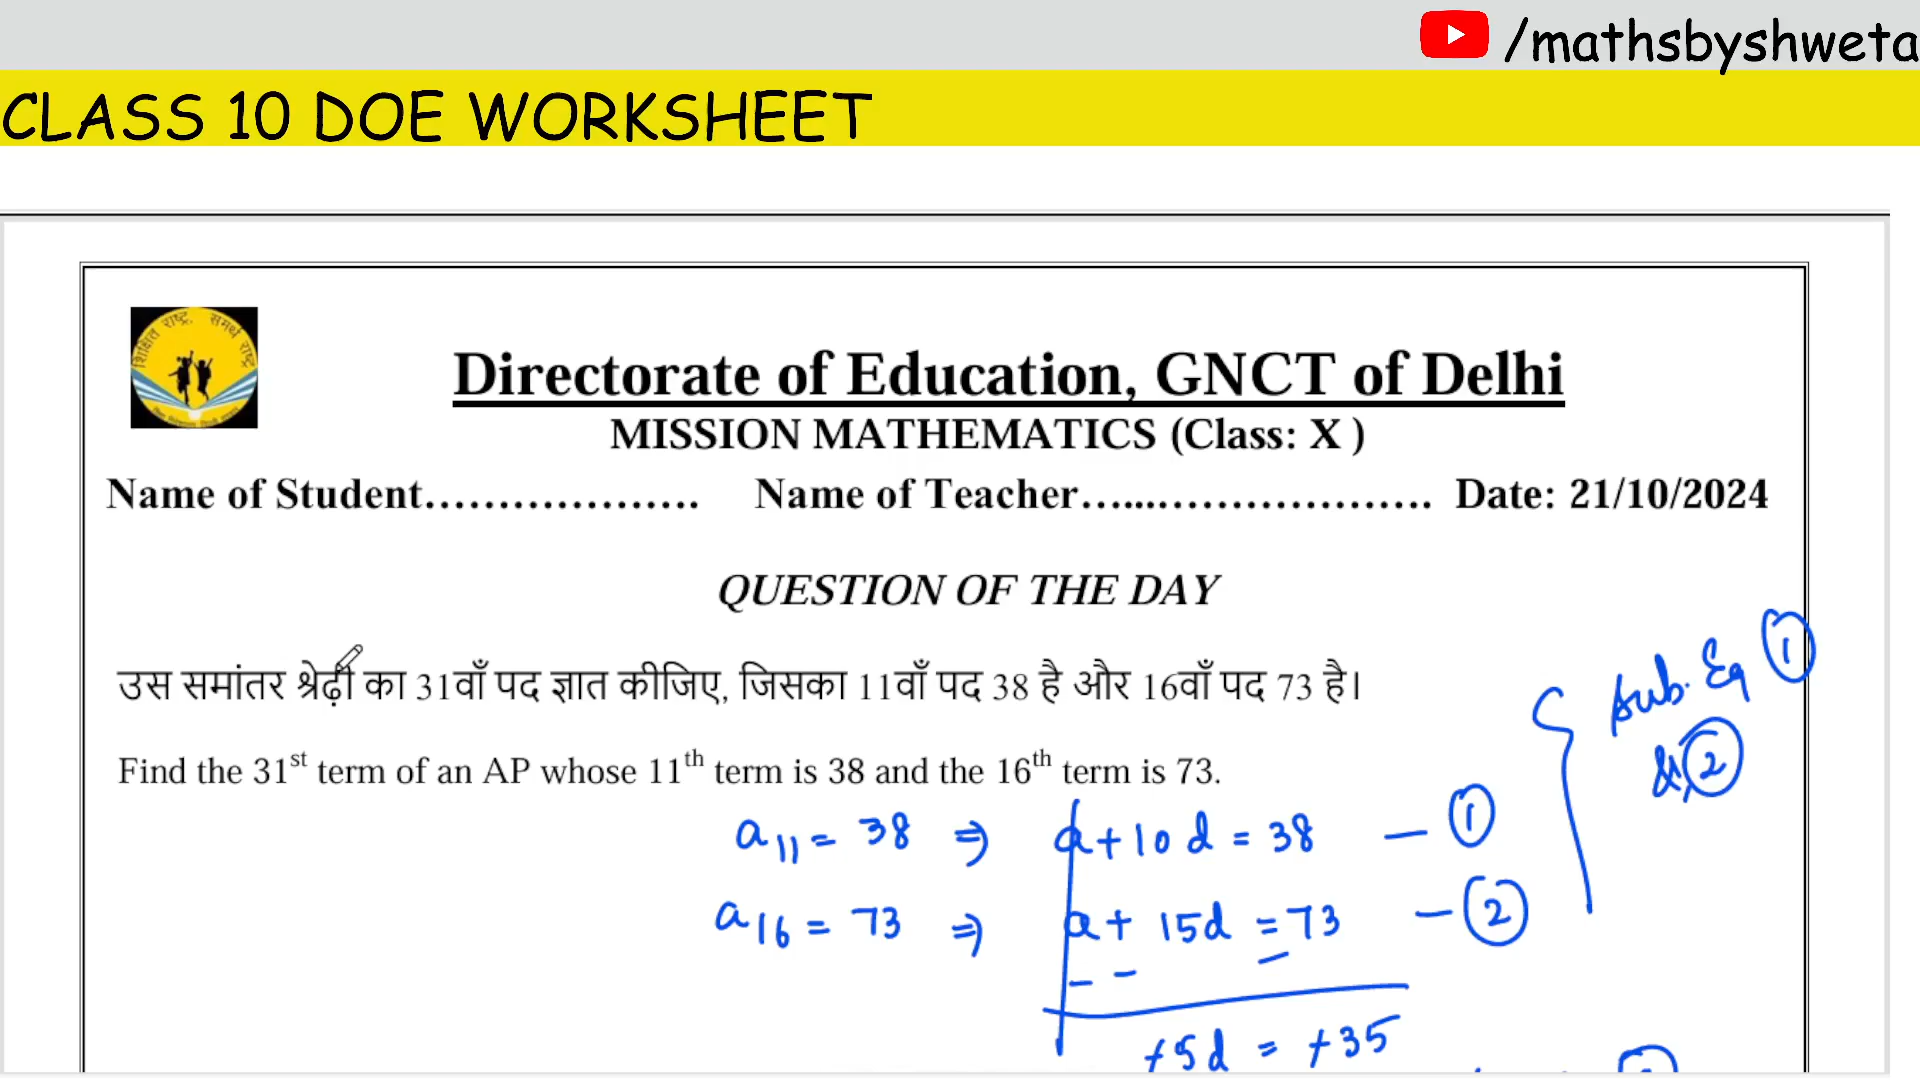 /mathsbyshweta
CLASS 10 DOE WORKSHEET
शिक्षित राष्ट्र, समर्थ राष्ट्र
Directorate of Education, GNCT of Delhi
MISSION MATHEMATICS (Class: X )
Name of Student………………. Name of Teacher…...………………. Date: 21/10/2024
QUESTION OF THE DAY
उस समांतर श्रेढ़ी का 31वाँ पद ज्ञात कीजिए, जिसका 11वाँ पद 38 है और 16वाँ पद 73 है।
Find the 31st term of an AP whose 11th term is 38 and the 16th term is 73.
Sub. Eq ①
& ②
a11 = 38 ⇒ a + 10d = 38 — ①
a16 = 73 ⇒ a + 15d = 73 — ②
– – –
+5d = +35